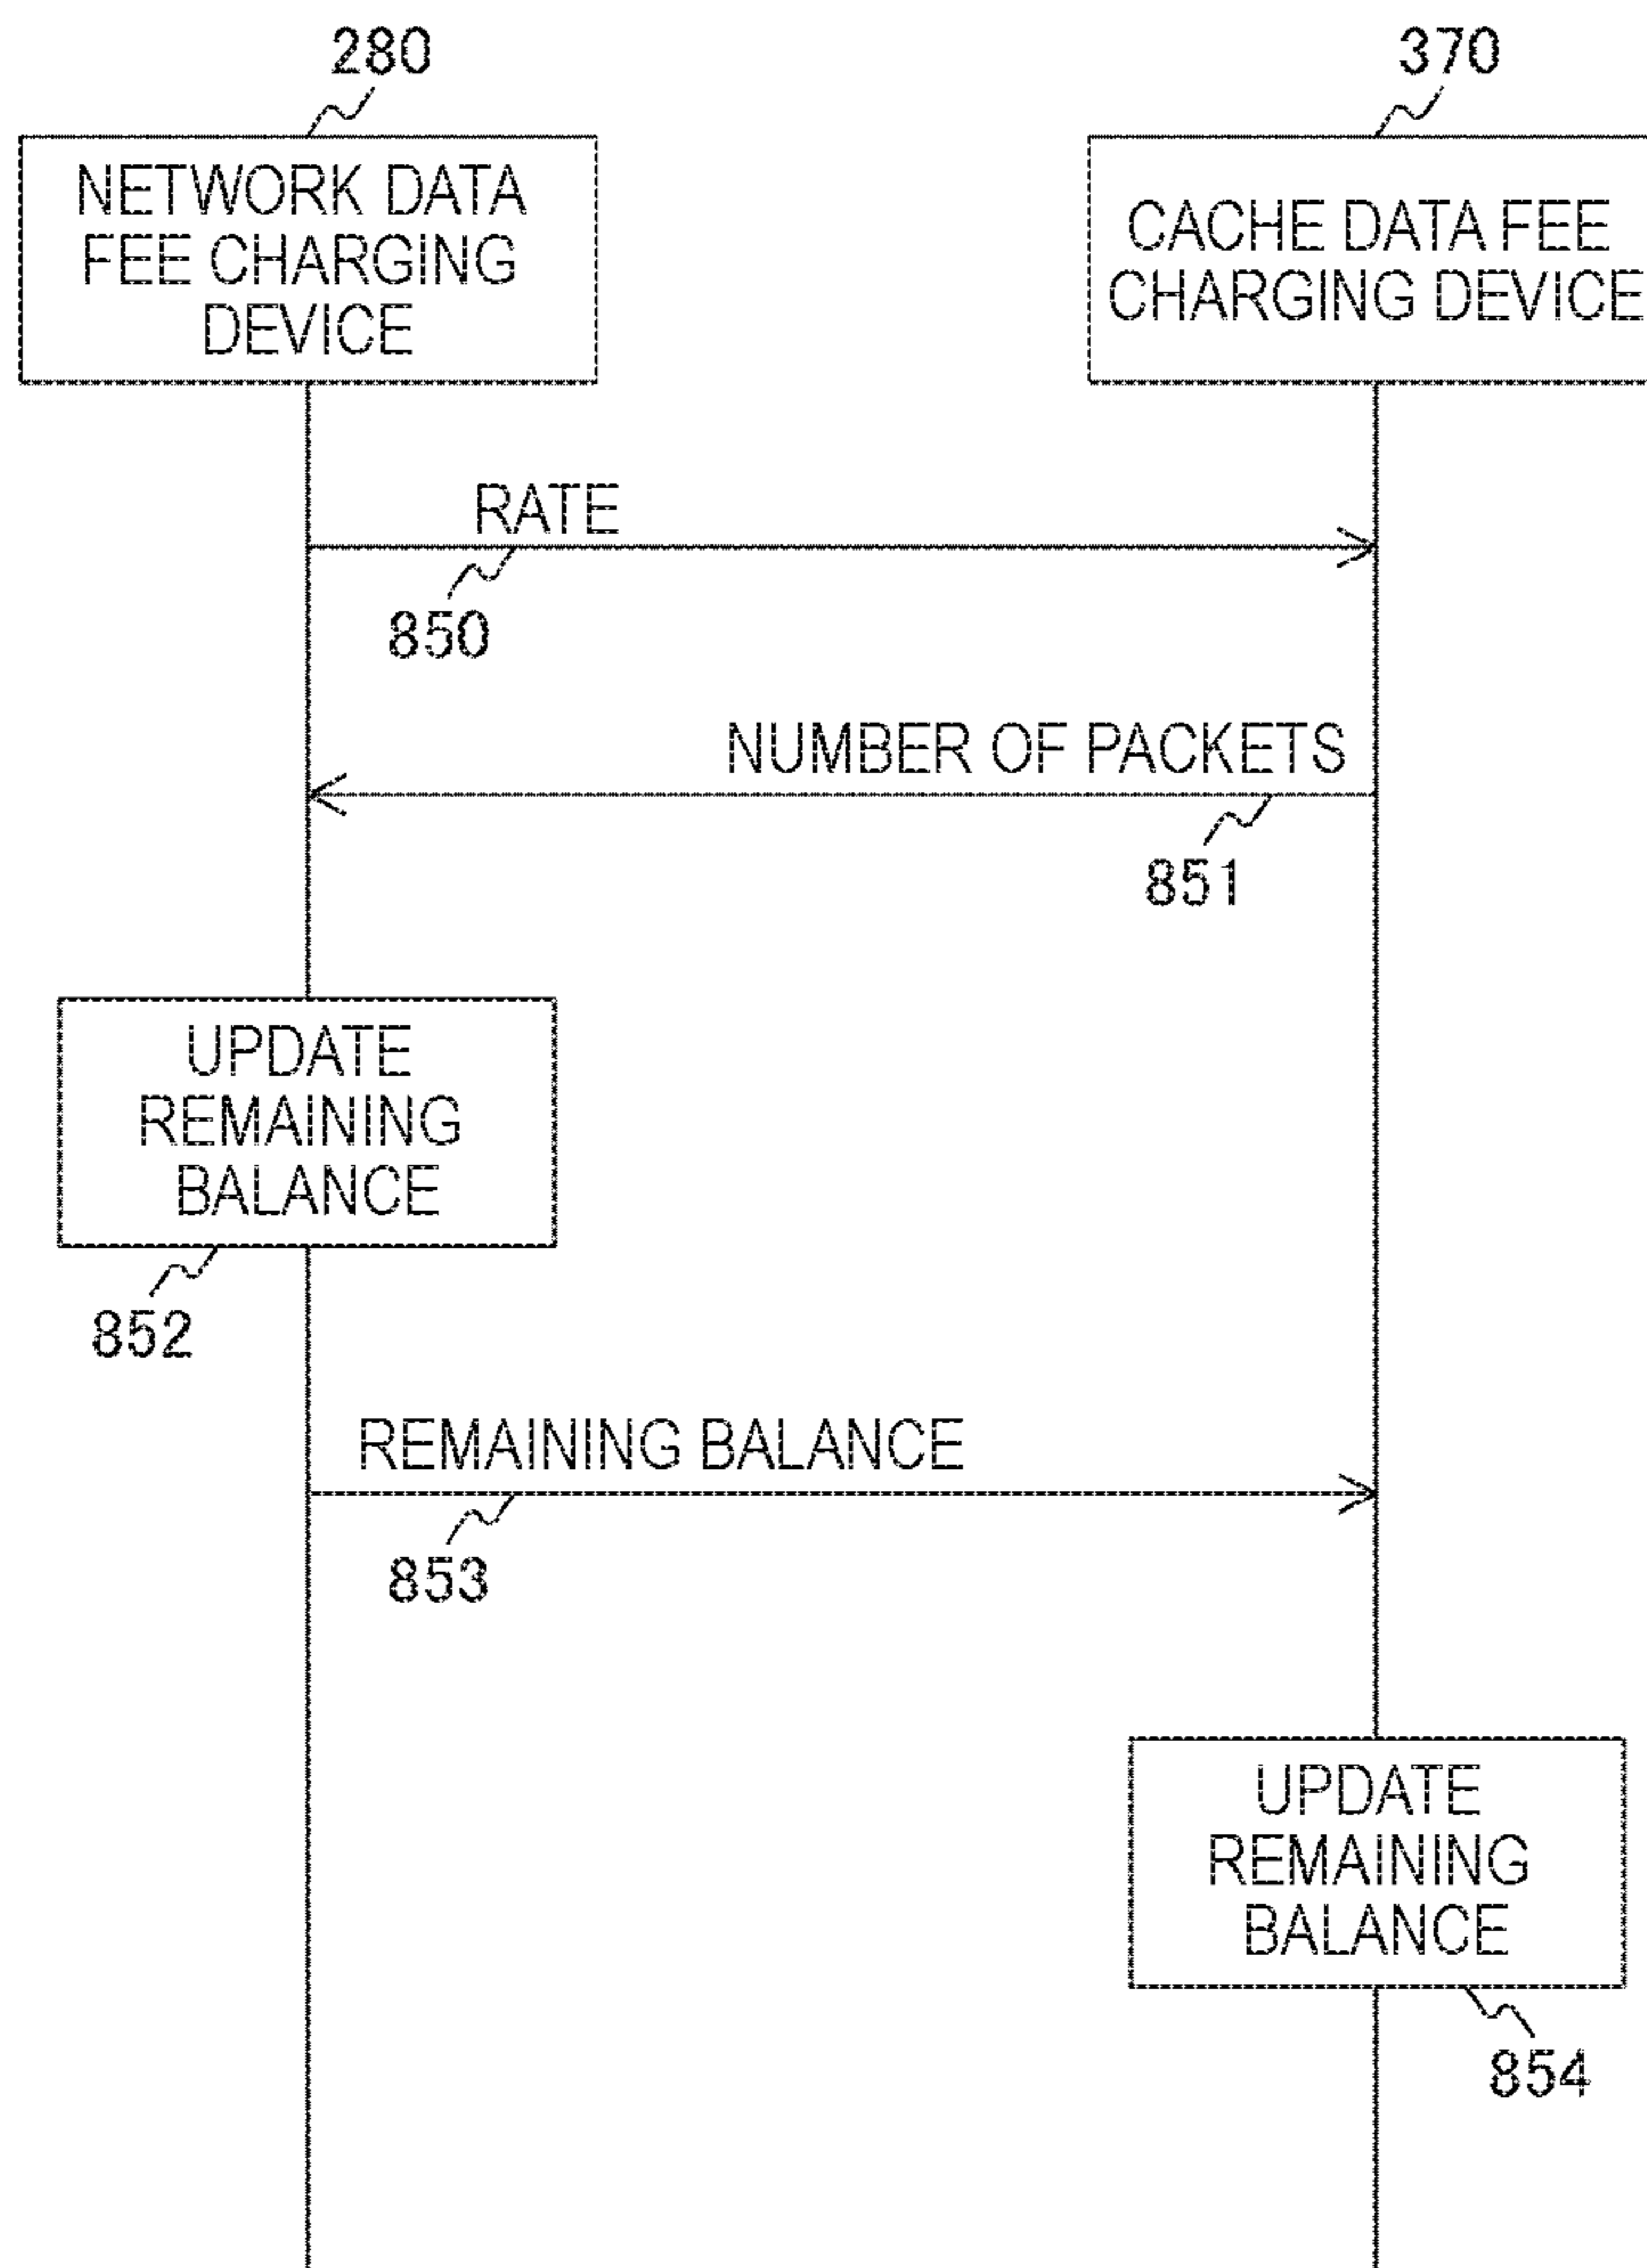 280
370
NETWORK DATA
FEE CHARGING
DEVICE
CACHE DATA FEE
CHARGING DEVICE
RATE
850
NUMBER OF PACKETS
851
UPDATE
REMAINING
BALANCE
852
REMAINING BALANCE
853
UPDATE
REMAINING
BALANCE
854